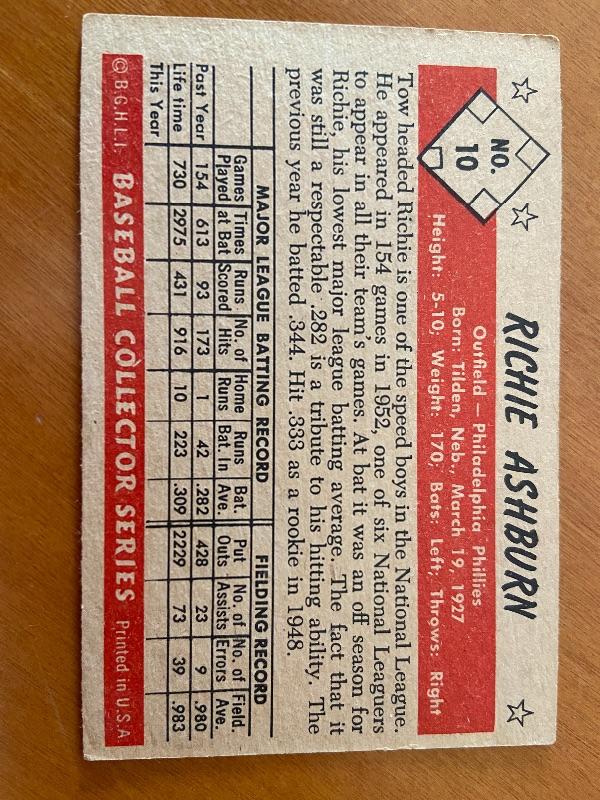 NO.
10
RICHIE ASHBURN
Outfield — Philadelphia Phillies
Born: Tilden, Neb., March 19, 1927
Height: 5-10; Weight: 170; Bats: Left; Throws: Right
Tow headed Richie is one of the speed boys in the National League.
He appeared in 154 games in 1952, one of six National Leaguers
to appear in all their team's games. At bat it was an off season for
Richie, his lowest major league batting average. The fact that it
was still a respectable .282 is a tribute to his hitting ability. The
previous year he batted .344. Hit .333 as a rookie in 1948.
MAJOR LEAGUE BATTING RECORD FIELDING RECORD
Games Times Runs No. of Home Runs Bat. Put No. of No. of Field.
Played at Bat Scored Hits Runs Bat. In Ave. Outs Assists Errors Ave.
Past Year 154 613 93 173 1 42 .282 428 23 9 .980
Life time 730 2975 431 916 10 223 .309 2229 73 39 .983
This Year
© B.G.H.L.I. BASEBALL COLLECTOR SERIES Printed in U.S.A.